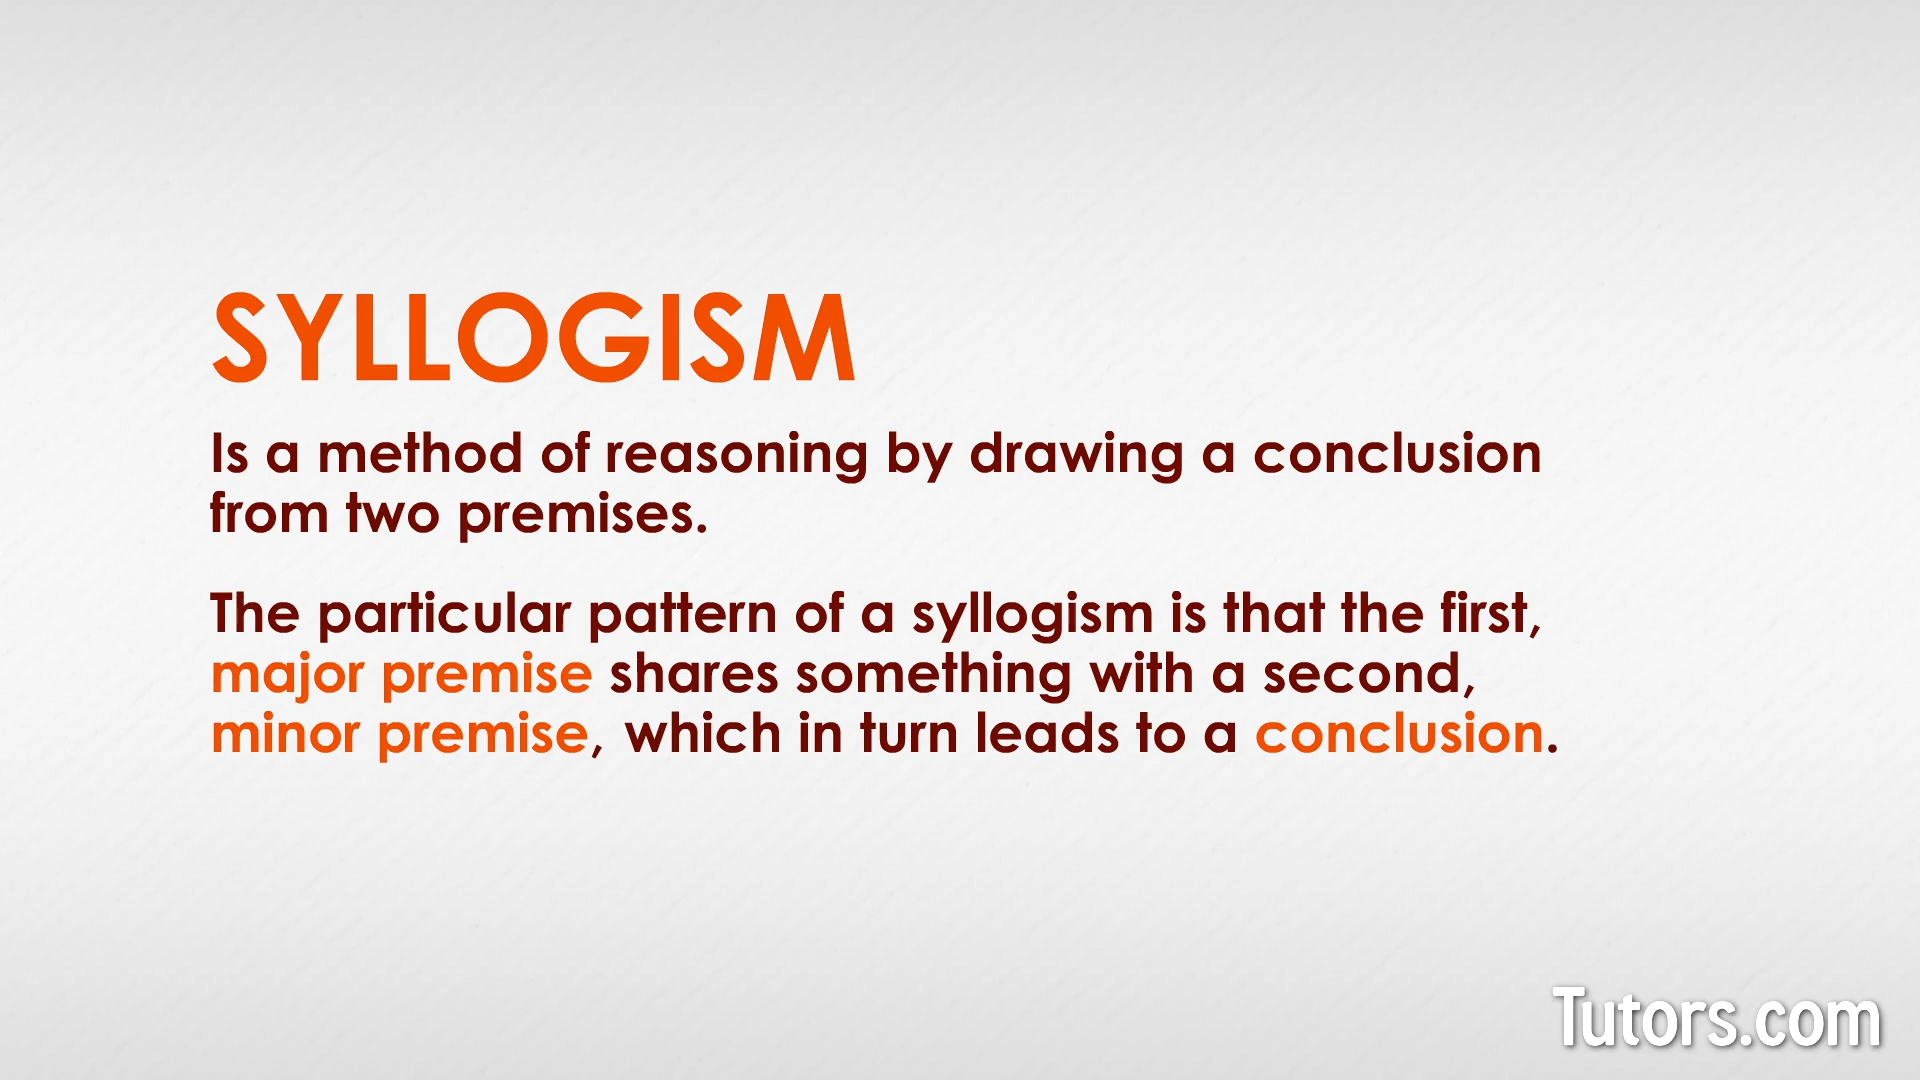 SYLLOGISM
Is a method of reasoning by drawing a conclusion
from two premises.
The particular pattern of a syllogism is that the first,
major premise shares something with a second,
minor premise, which in turn leads to a conclusion.
Tutors.com